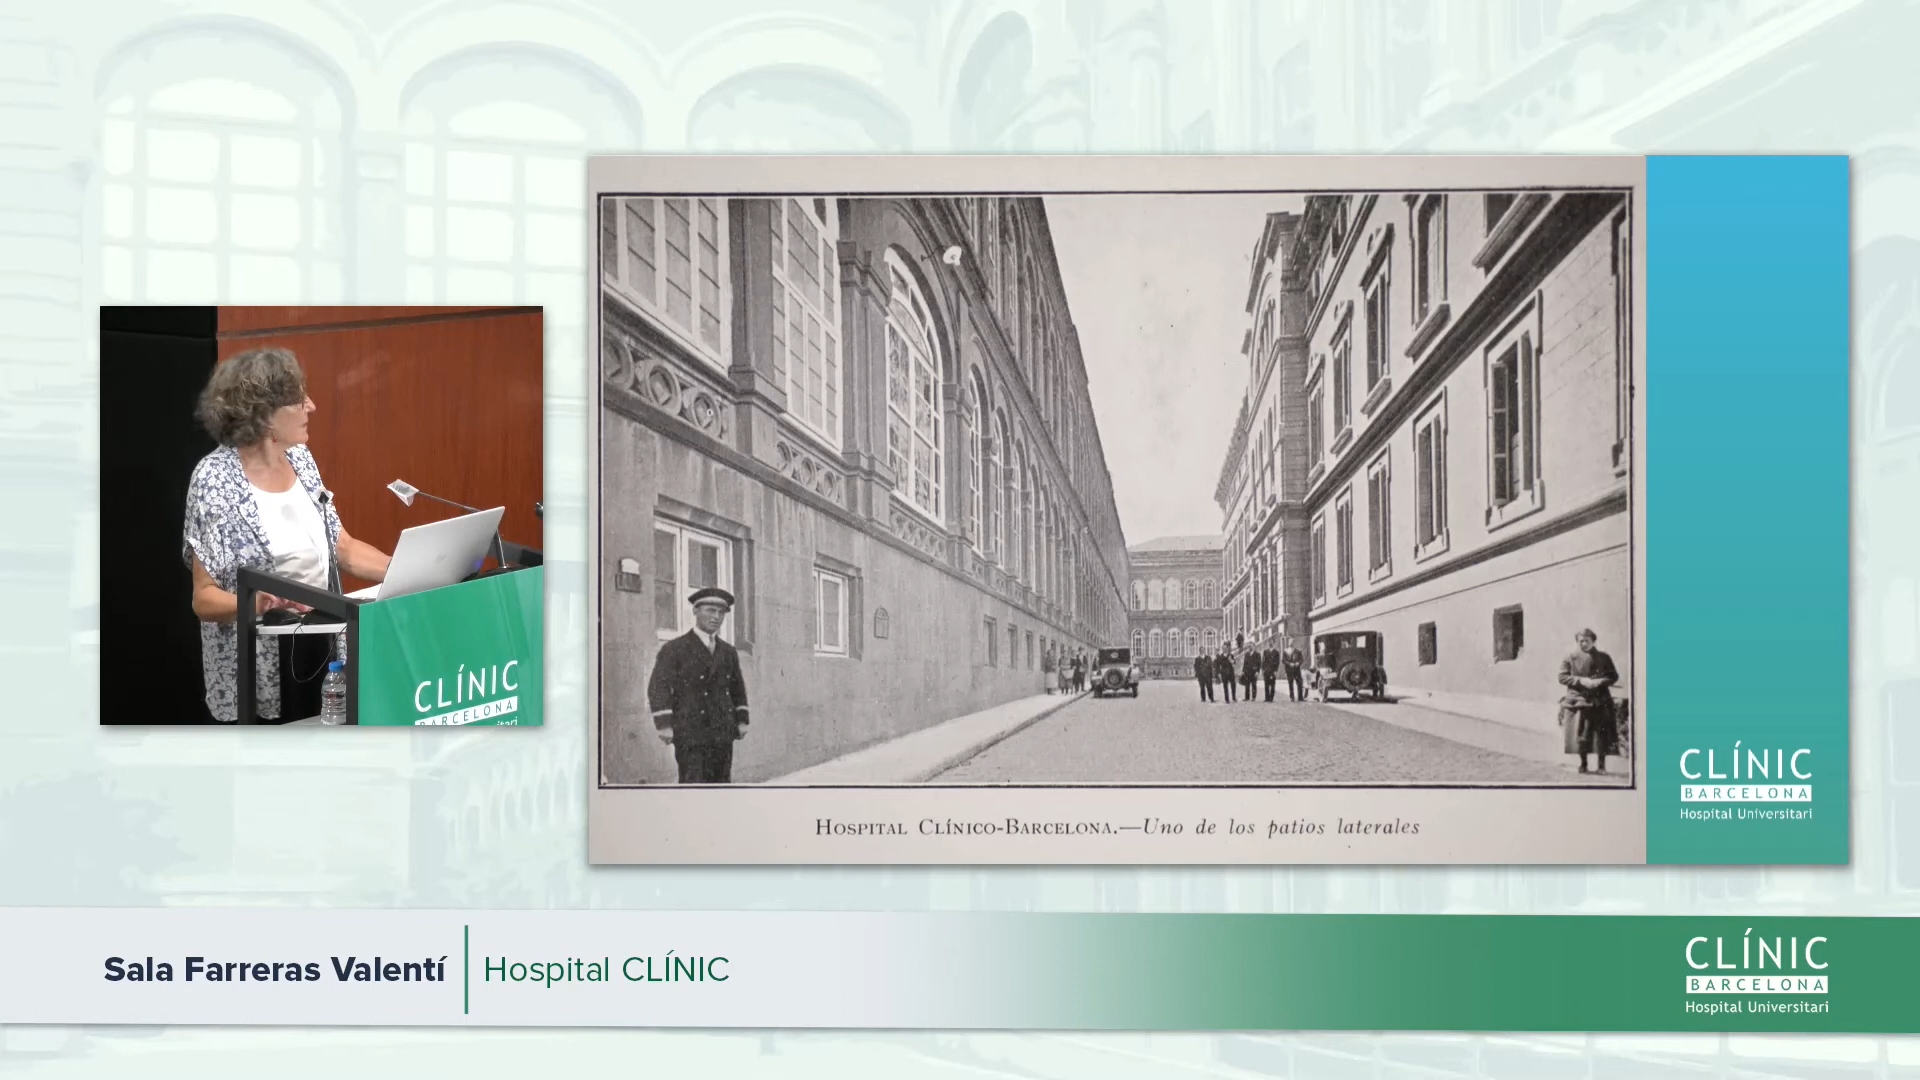 CLÍNIC
BARCELONA
HOSPITAL CLÍNICO-BARCELONA.—Uno de los patios laterales
CLÍNIC
BARCELONA
Hospital Universitari
Sala Farreras Valentí
Hospital CLÍNIC
CLÍNIC
BARCELONA
Hospital Universitari